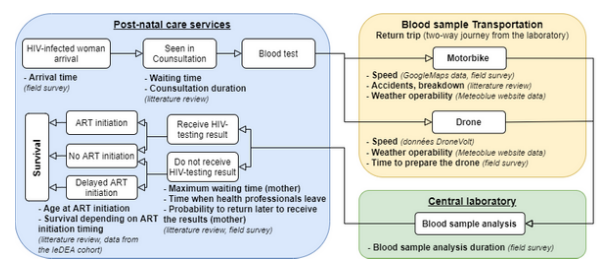 Post-natal care services
HIV-infected woman
arrival
Seen in
Counsultation
Blood test
- Arrival time
(field survey)
- Waiting time
- Counsultation duration
(litterature review)
Survival
ART initiation
No ART initiation
Delayed ART
initiation
Receive HIV-
testing result
Do not receive
HIV-testing result
- Age at ART initiation
- Survival depending on ART
initiation timing
(litterature review, data from
the IeDEA cohort)
- Maximum waiting time (mother)
- Time when health professionals leave
- Probability to return later to receive
the results (mother)
(litterature review, field survey)
Blood sample Transportation
Return trip (two-way journey from the laboratory)
Motorbike
- Speed (GoogleMaps data, field survey)
- Accidents, breakdown (litterature review)
- Weather operability (Meteoblue website data)
Drone
- Speed (données DroneVolt)
- Weather operability (Meteoblue website data)
- Time to prepare the drone (field survey)
Central laboratory
Blood sample analysis
- Blood sample analysis duration (field survey)